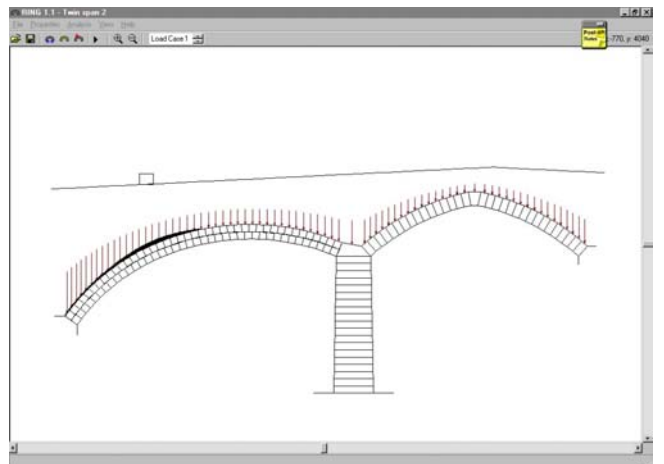 RING 1.1 - Twin span 2
File Properties Analysis View Help
Load Case 1
Post-it®
Notes
-770, y: 4040